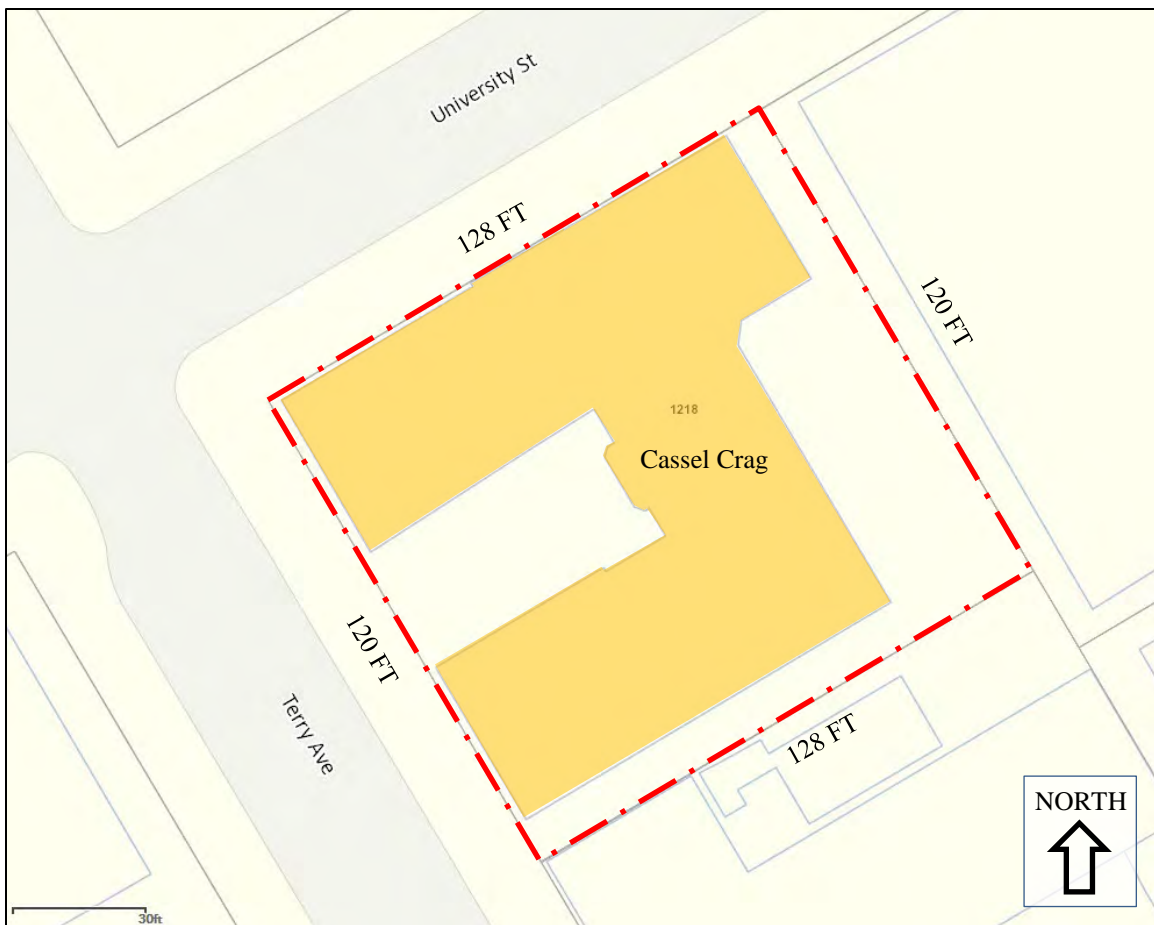 University St
128 FT
120 FT
1218
Cassel Crag
120 FT
Terry Ave
128 FT
NORTH
30ft